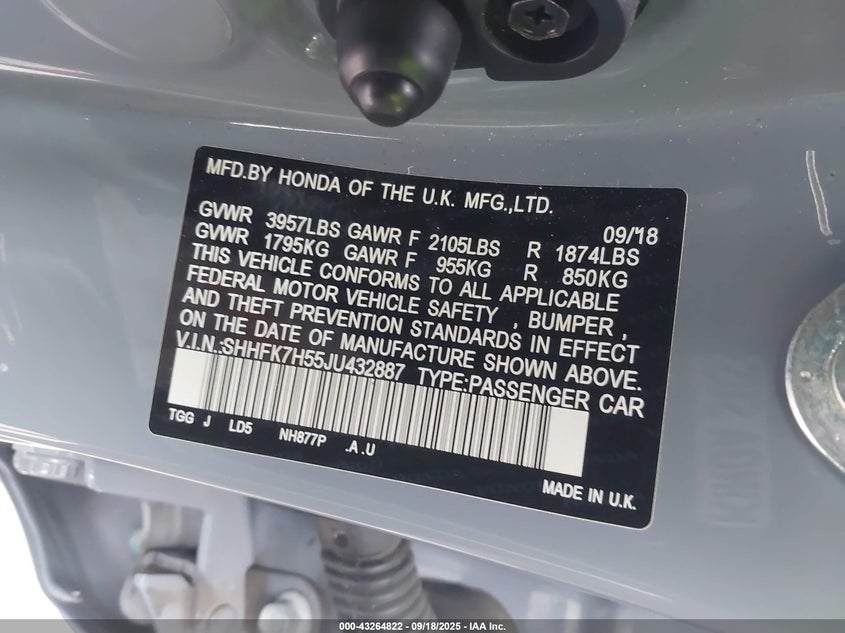 MFD.BY HONDA OF THE U.K. MFG.,LTD.
09/18
GVWR 3957LBS GAWR F 2105LBS R 1874LBS
GVWR 1795KG GAWR F 955KG R 850KG
THIS VEHICLE CONFORMS TO ALL APPLICABLE
FEDERAL MOTOR VEHICLE SAFETY , BUMPER ,
AND THEFT PREVENTION STANDARDS IN EFFECT
ON THE DATE OF MANUFACTURE SHOWN ABOVE.
V.I.N.:SHHFK7H55JU432887 TYPE:PASSENGER CAR
TGG J LD5 NH877P .A .U
MADE IN U.K.
000-43264822 - 09/18/2025 - IAA Inc.